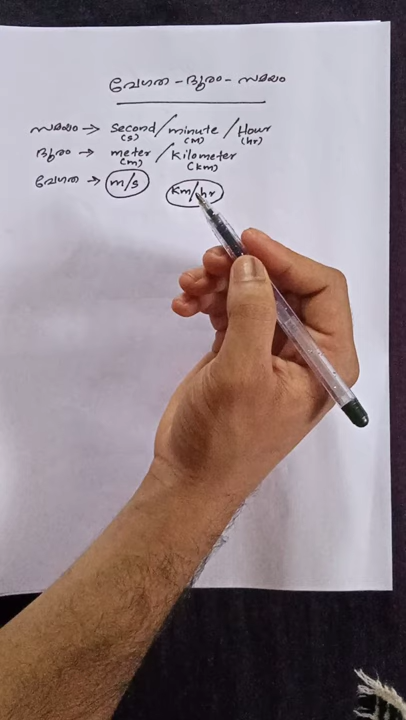 വേഗത - ദൂരം - സമയം
സമയം → Second / minute / Hour
(s) (M) (hr)
ദൂരം → meter / Kilometer
(m) (km)
വേഗത → m/s km/hr